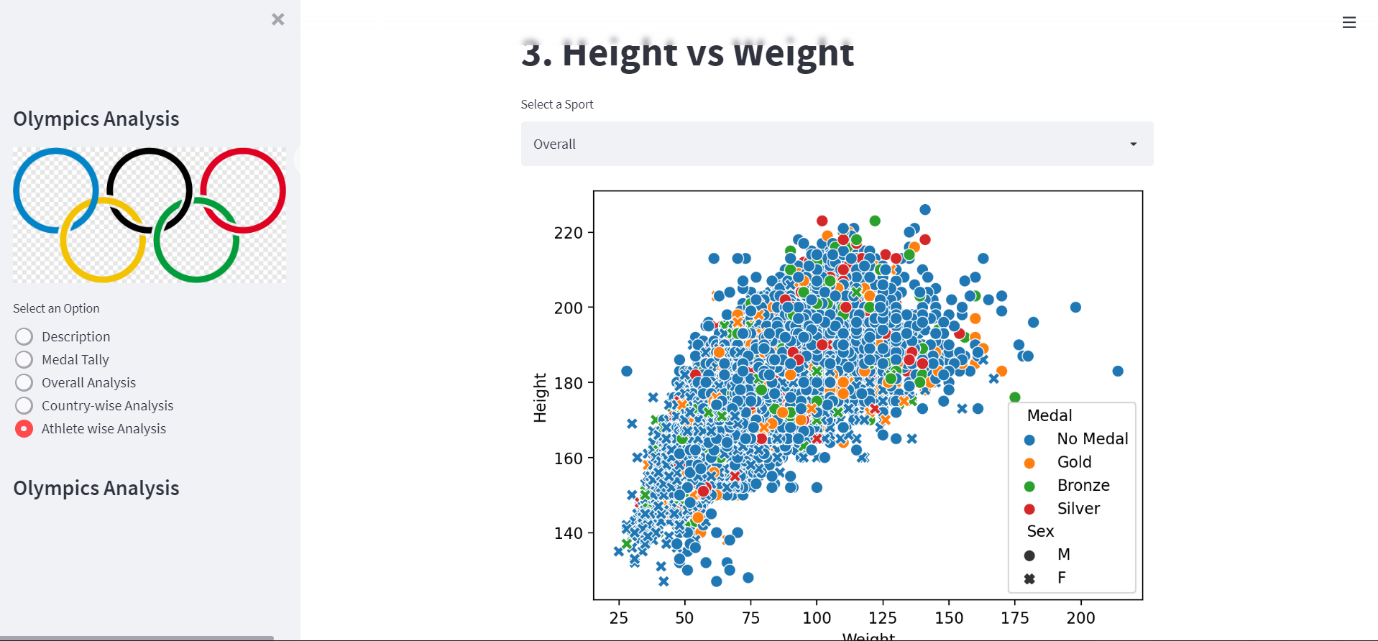 ×
Olympics Analysis
Select an Option
Description
Medal Tally
Overall Analysis
Country-wise Analysis
Athlete wise Analysis
Olympics Analysis
3. Height vs Weight
Select a Sport
Overall
Height
220
200
180
160
140
Medal
No Medal
Gold
Bronze
Silver
Sex
M
F
25 50 75 100 125 150 175 200
Weight